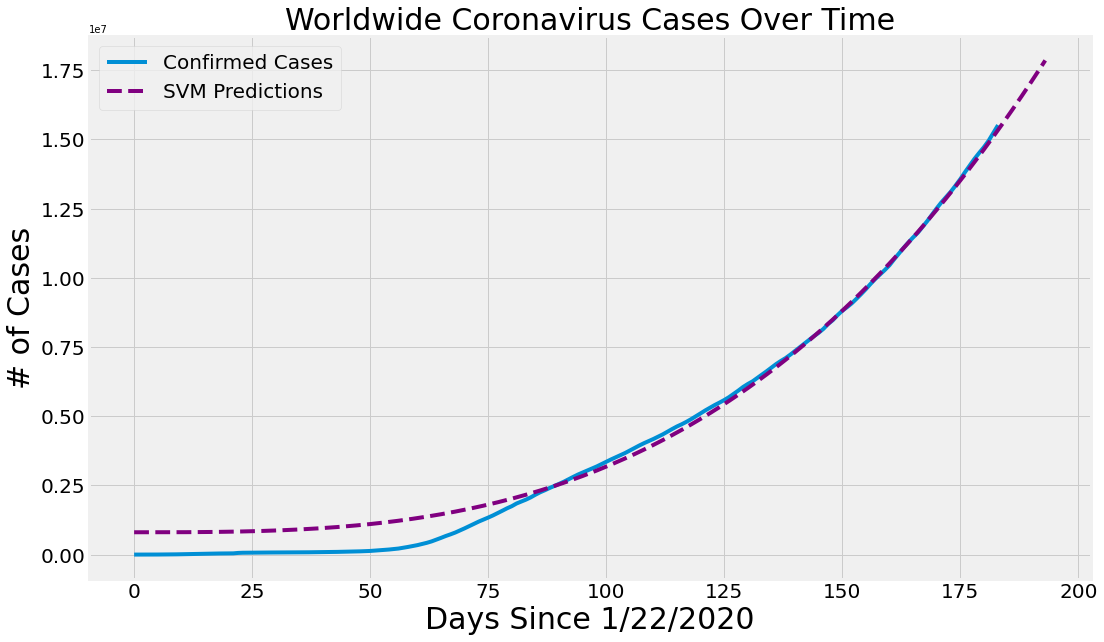 Worldwide Coronavirus Cases Over Time
1e7
Confirmed Cases
SVM Predictions
1.75
1.50
1.25
1.00
0.75
0.50
0.25
0.00
# of Cases
0 25 50 75 100 125 150 175 200
Days Since 1/22/2020